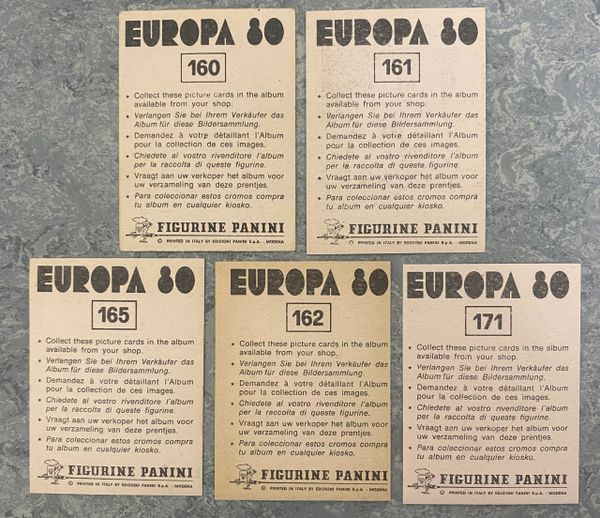 EUROPA 80
160
• Collect these picture cards in the album
available from your shop.
• Verlangen Sie bei Ihrem Verkäufer das
Album für diese Bildersammlung.
• Demandez à votre détaillant l'Album
pour la collection de ces images.
• Chiedete al vostro rivenditore l'album
per la raccolta di queste figurine.
• Vraagt aan uw verkoper het album voor
uw verzameling van deze prentjes.
• Para coleccionar estos cromos compra
tu album en cualquier kiosko.
FIGURINE PANINI
© PRINTED IN ITALY BY EDIZIONI PANINI S.p.A. - MODENA
EUROPA 80
161
• Collect these picture cards in the album
available from your shop.
• Verlangen Sie bei Ihrem Verkäufer das
Album für diese Bildersammlung.
• Demandez à votre détaillant l'Album
pour la collection de ces images.
• Chiedete al vostro rivenditore l'album
per la raccolta di queste figurine.
• Vraagt aan uw verkoper het album voor
uw verzameling van deze prentjes.
• Para coleccionar estos cromos compra
tu album en cualquier kiosko.
FIGURINE PANINI
© PRINTED IN ITALY BY EDIZIONI PANINI S.p.A. - MODENA
EUROPA 80
165
• Collect these picture cards in the album
available from your shop.
• Verlangen Sie bei Ihrem Verkäufer das
Album für diese Bildersammlung.
• Demandez à votre détaillant l'Album
pour la collection de ces images.
• Chiedete al vostro rivenditore l'album
per la raccolta di queste figurine.
• Vraagt aan uw verkoper het album voor
uw verzameling van deze prentjes.
• Para coleccionar estos cromos compra
tu album en cualquier kiosko.
FIGURINE PANINI
© PRINTED IN ITALY BY EDIZIONI PANINI S.p.A. - MODENA
EUROPA 80
162
• Collect these picture cards in the album
available from your shop.
• Verlangen Sie bei Ihrem Verkäufer das
Album für diese Bildersammlung.
• Demandez à votre détaillant l'Album
pour la collection de ces images.
• Chiedete al vostro rivenditore l'album
per la raccolta di queste figurine.
• Vraagt aan uw verkoper het album voor
uw verzameling van deze prentjes.
• Para coleccionar estos cromos compra
tu album en cualquier kiosko.
FIGURINE PANINI
© PRINTED IN ITALY BY EDIZIONI PANINI S.p.A. - MODENA
EUROPA 80
171
• Collect these picture cards in the album
available from your shop.
• Verlangen Sie bei Ihrem Verkäufer das
Album für diese Bildersammlung.
• Demandez à votre détaillant l'Album
pour la collection de ces images.
• Chiedete al vostro rivenditore l'album
per la raccolta di queste figurine.
• Vraagt aan uw verkoper het album voor
uw verzameling van deze prentjes.
• Para coleccionar estos cromos compra
tu album en cualquier kiosko.
FIGURINE PANINI
© PRINTED IN ITALY BY EDIZIONI PANINI S.p.A. - MODENA